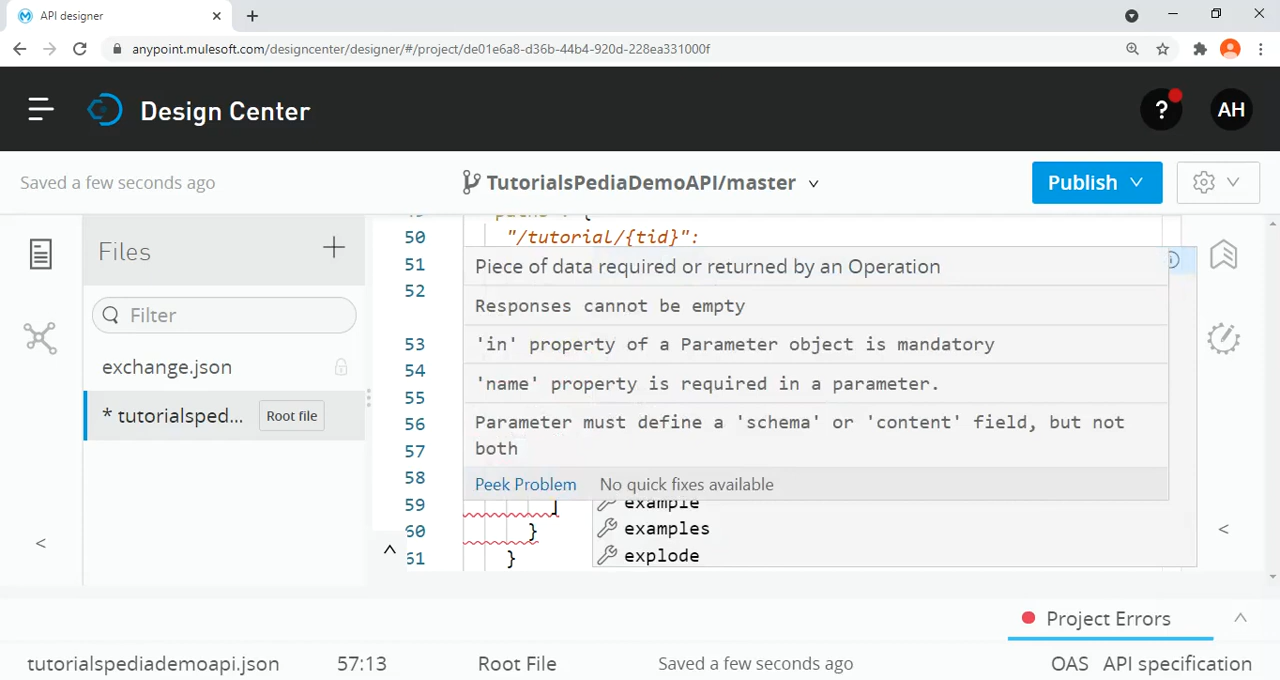 API designer
anypoint.mulesoft.com/designcenter/designer/#/project/de01e6a8-d36b-44b4-920d-228ea331000f
Design Center
?
AH
Saved a few seconds ago
TutorialsPediaDemoAPI/master
Publish
Files
Filter
exchange.json
* tutorialsped... Root file
50 "/tutorial/{tid}":
51
52
53
54
55
56
57
58
59 ]
60 }
61 }
Piece of data required or returned by an Operation
Responses cannot be empty
'in' property of a Parameter object is mandatory
'name' property is required in a parameter.
Parameter must define a 'schema' or 'content' field, but not
both
Peek Problem No quick fixes available
example
examples
explode
Project Errors
tutorialspediademoapi.json 57:13 Root File Saved a few seconds ago OAS API specification